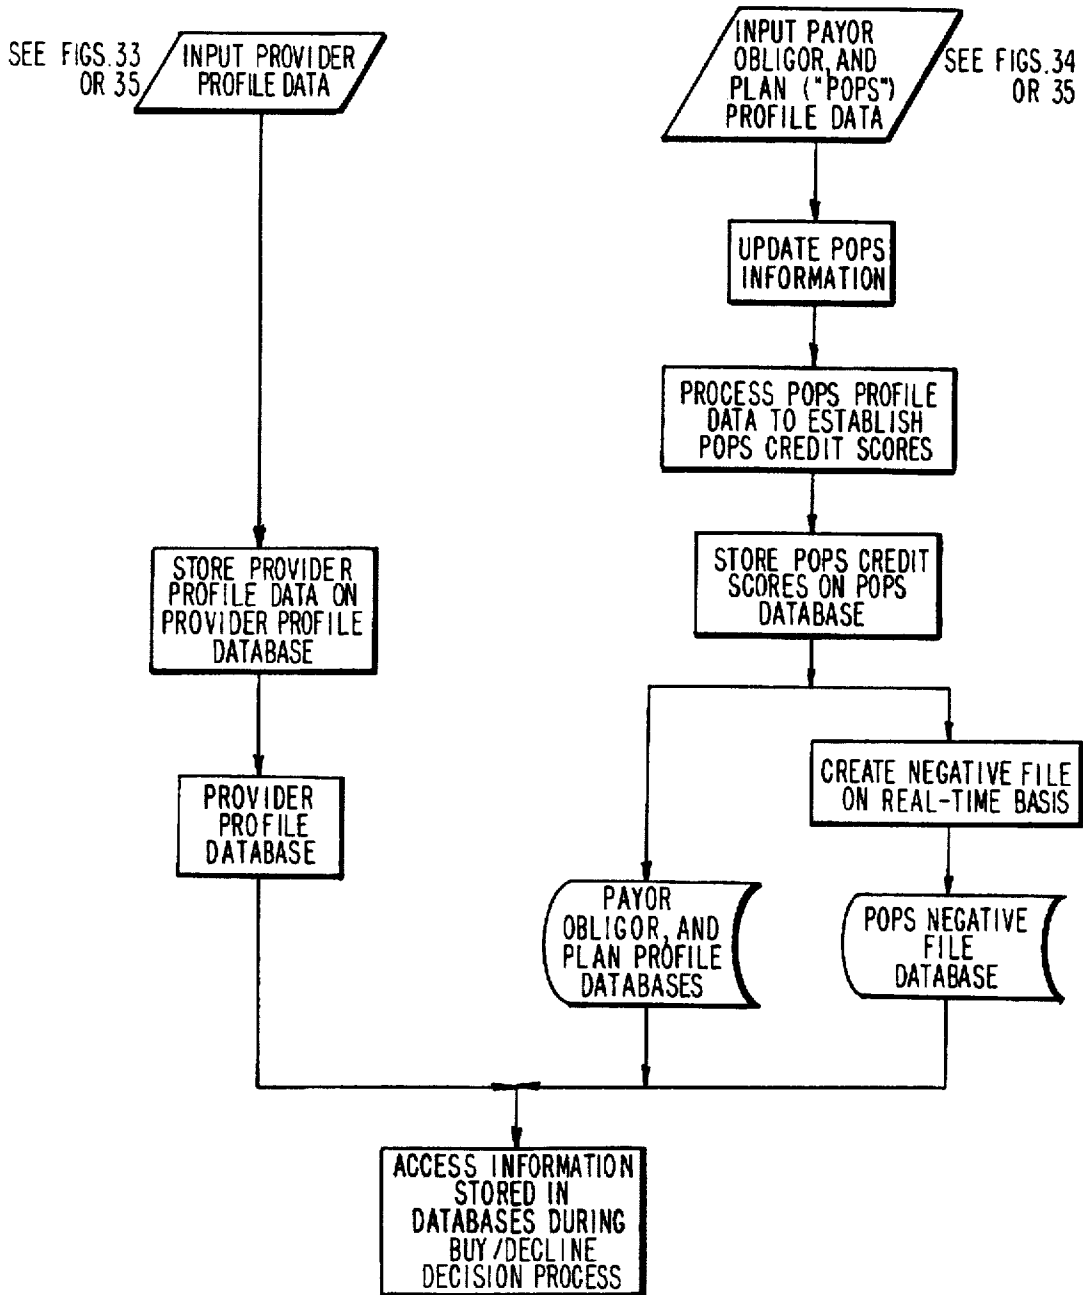 SEE FIGS.33
OR 35
INPUT PROVIDER
PROFILE DATA
INPUT PAYOR
OBLIGOR, AND
PLAN ("POPS")
PROFILE DATA
SEE FIGS.34
OR 35
UPDATE POPS
INFORMATION
PROCESS POPS PROFILE
DATA TO ESTABLISH
POPS CREDIT SCORES
STORE PROVIDER
PROFILE DATA ON
PROVIDER PROFILE
DATABASE
STORE POPS CREDIT
SCORES ON POPS
DATABASE
PROVIDER
PROFILE
DATABASE
CREATE NEGATIVE FILE
ON REAL-TIME BASIS
PAYOR
OBLIGOR, AND
PLAN PROFILE
DATABASES
POPS NEGATIVE
FILE
DATABASE
ACCESS INFORMATION
STORED IN
DATABASES DURING
BUY/DECLINE
DECISION PROCESS